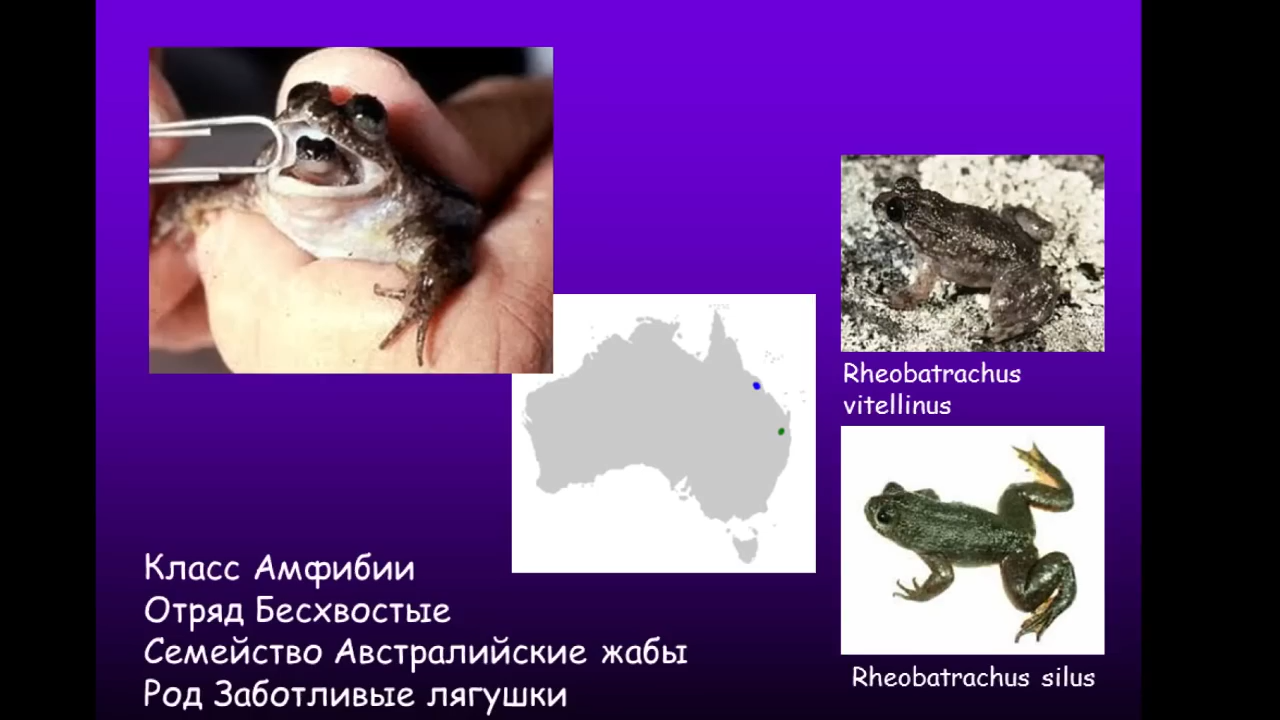 Rheobatrachus
vitellinus
Rheobatrachus silus
Класс Амфибии
Отряд Бесхвостые
Семейство Австралийские жабы
Род Заботливые лягушки